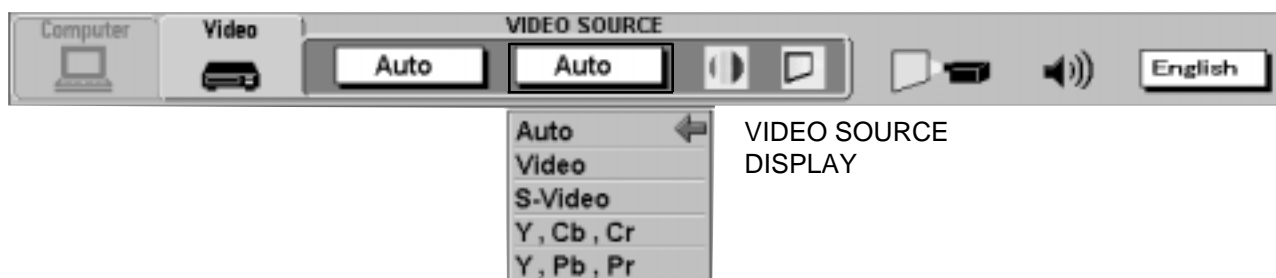 Computer Video VIDEO SOURCE
Auto Auto English
Auto
Video
S-Video
Y , Cb , Cr
Y , Pb , Pr
VIDEO SOURCE
DISPLAY